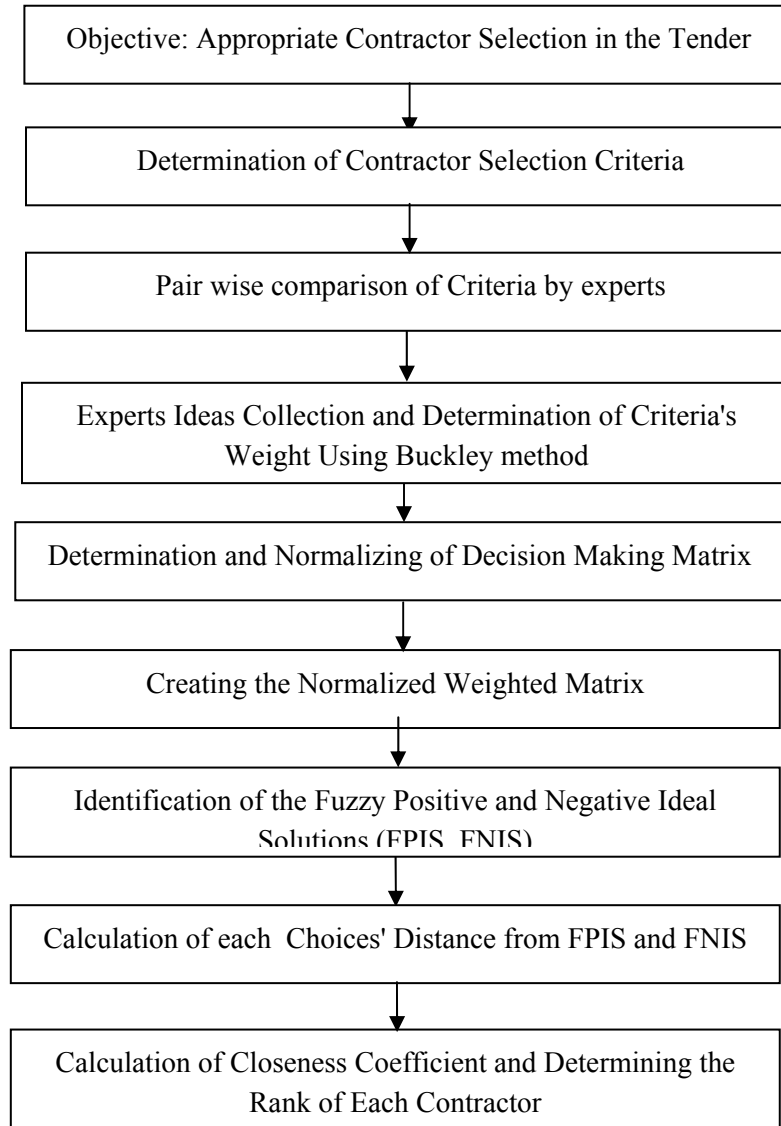 Objective: Appropriate Contractor Selection in the Tender
Determination of Contractor Selection Criteria
Pair wise comparison of Criteria by experts
Experts Ideas Collection and Determination of Criteria's
Weight Using Buckley method
Determination and Normalizing of Decision Making Matrix
Creating the Normalized Weighted Matrix
Identification of the Fuzzy Positive and Negative Ideal
Solutions (FPIS, FNIS)
Calculation of each Choices' Distance from FPIS and FNIS
Calculation of Closeness Coefficient and Determining the
Rank of Each Contractor